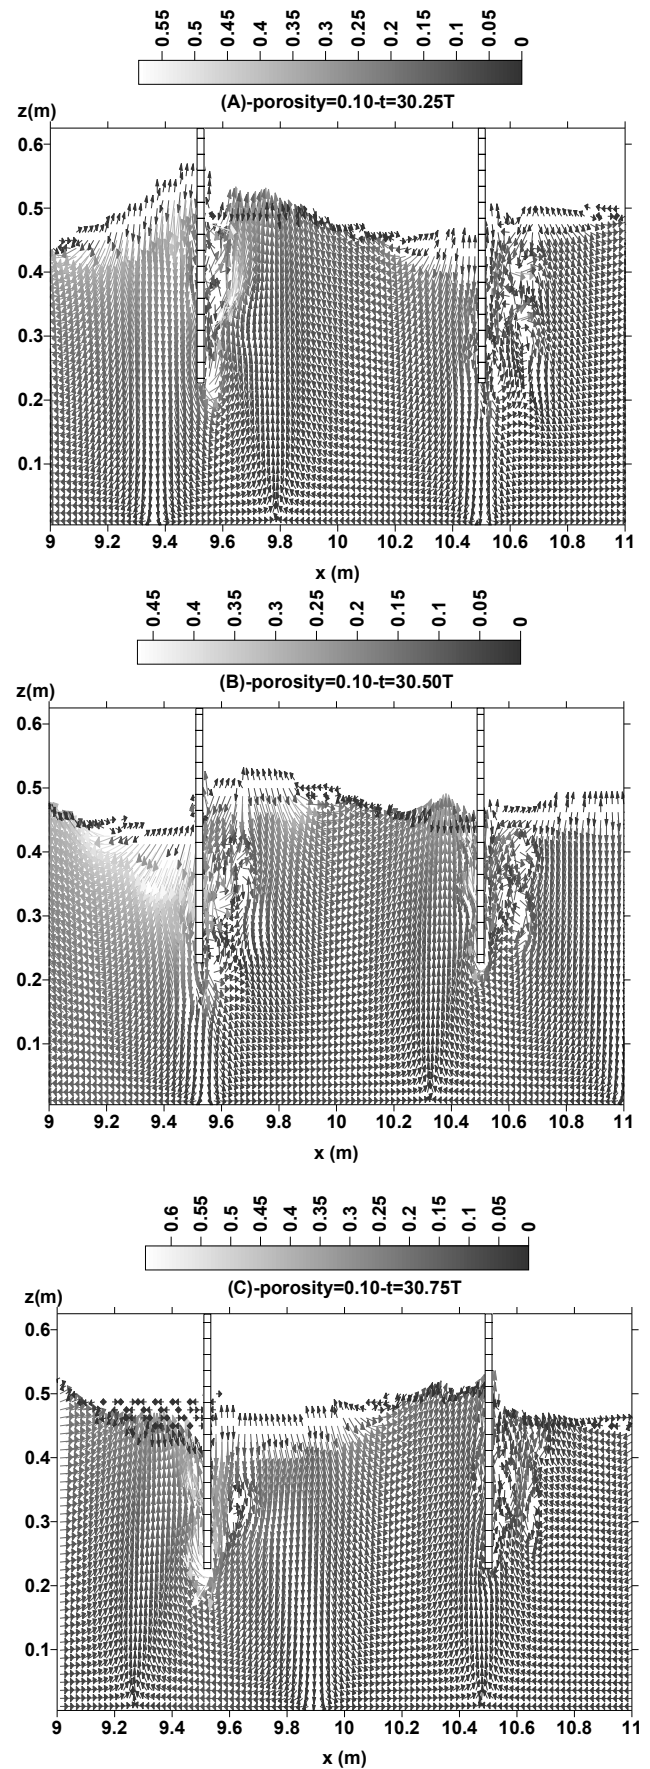 0.55 0.5 0.45 0.4 0.35 0.3 0.25 0.2 0.15 0.1 0.05 0
(A)-porosity=0.10-t=30.25T
z(m)
0.6
0.5
0.4
0.3
0.2
0.1
9 9.2 9.4 9.6 9.8 10 10.2 10.4 10.6 10.8 11
x (m)
0.45 0.4 0.35 0.3 0.25 0.2 0.15 0.1 0.05 0
(B)-porosity=0.10-t=30.50T
z(m)
0.6
0.5
0.4
0.3
0.2
0.1
9 9.2 9.4 9.6 9.8 10 10.2 10.4 10.6 10.8 11
x (m)
0.6 0.55 0.5 0.45 0.4 0.35 0.3 0.25 0.2 0.15 0.1 0.05 0
(C)-porosity=0.10-t=30.75T
z(m)
0.6
0.5
0.4
0.3
0.2
0.1
9 9.2 9.4 9.6 9.8 10 10.2 10.4 10.6 10.8 11
x (m)